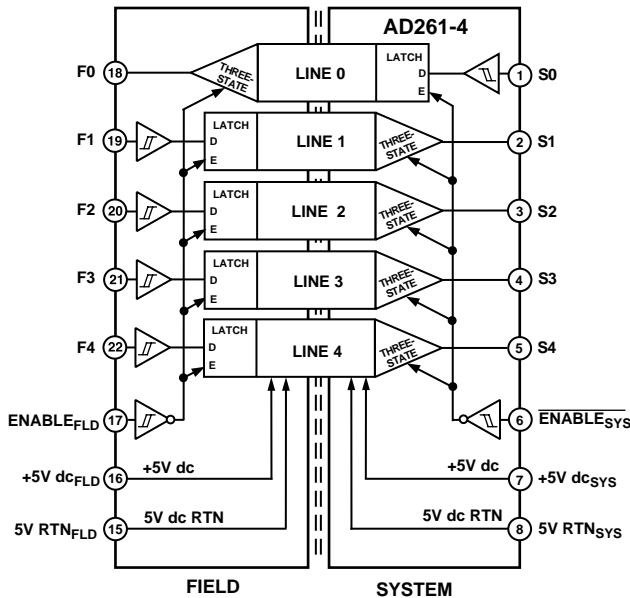 AD261-4
F0 18 THREE-STATE LINE 0 LATCH D E 1 S0
F1 19 LATCH D E LINE 1 THREE-STATE 2 S1
F2 20 LATCH D E LINE 2 THREE-STATE 3 S2
F3 21 LATCH D E LINE 3 THREE-STATE 4 S3
F4 22 LATCH D E LINE 4 THREE-STATE 5 S4
ENABLEFLD 17 6 ENABLESYS
+5V dcFLD 16 +5V dc +5V dc 7 +5V dcSYS
5V RTNFLD 15 5V dc RTN 5V dc RTN 8 5V RTNSYS
FIELD SYSTEM